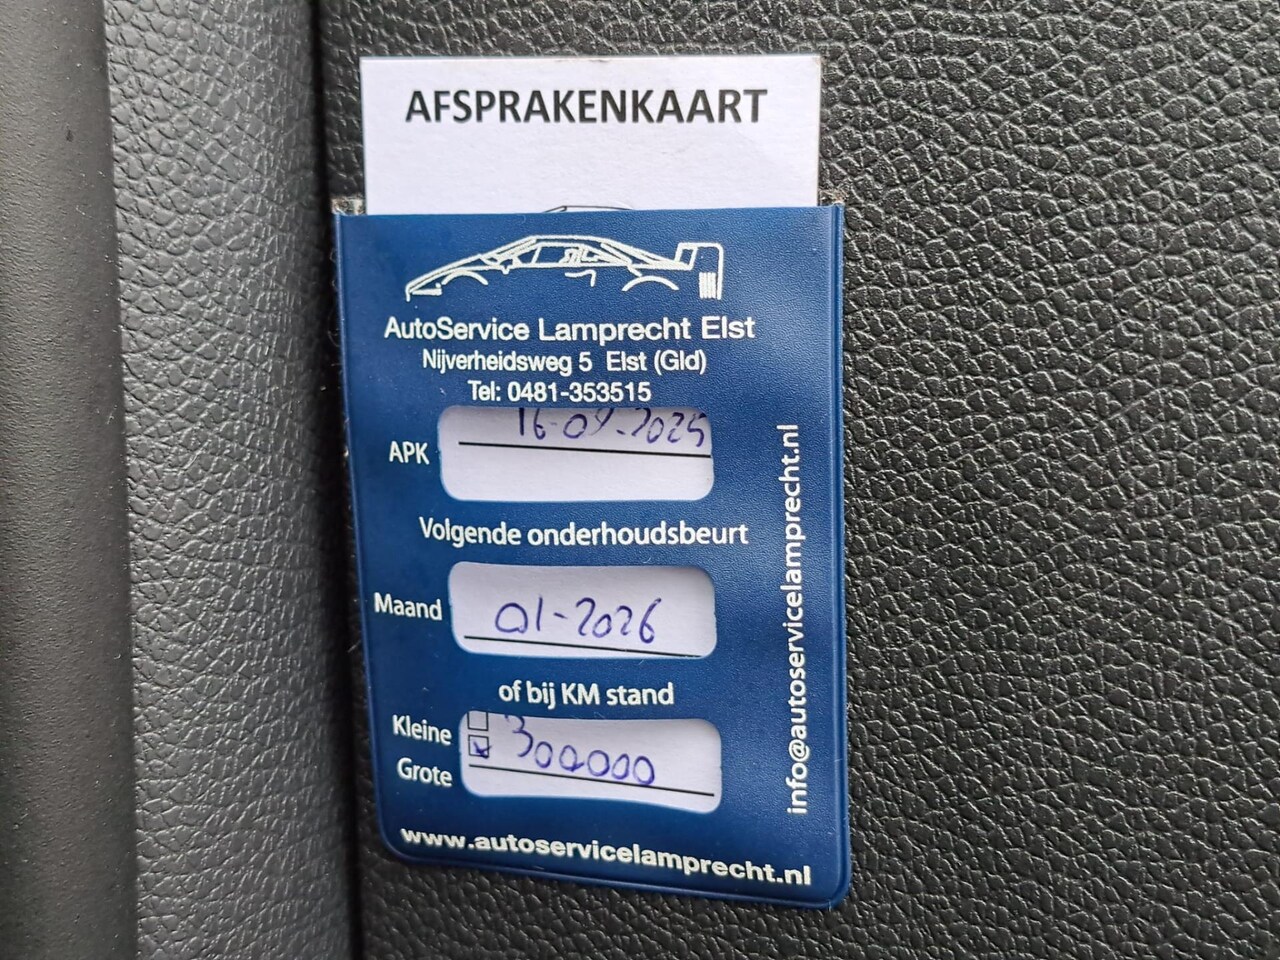 AFSPRAKENKAART
AutoService Lamprecht Elst
Nijverheidsweg 5 Elst (Gld)
Tel: 0481-353515
APK
16-09-2025
Volgende onderhoudsbeurt
Maand
01-2026
of bij KM stand
Kleine
300000
Grote
www.autoservicelamprecht.nl
info@autoservicelamprecht.nl